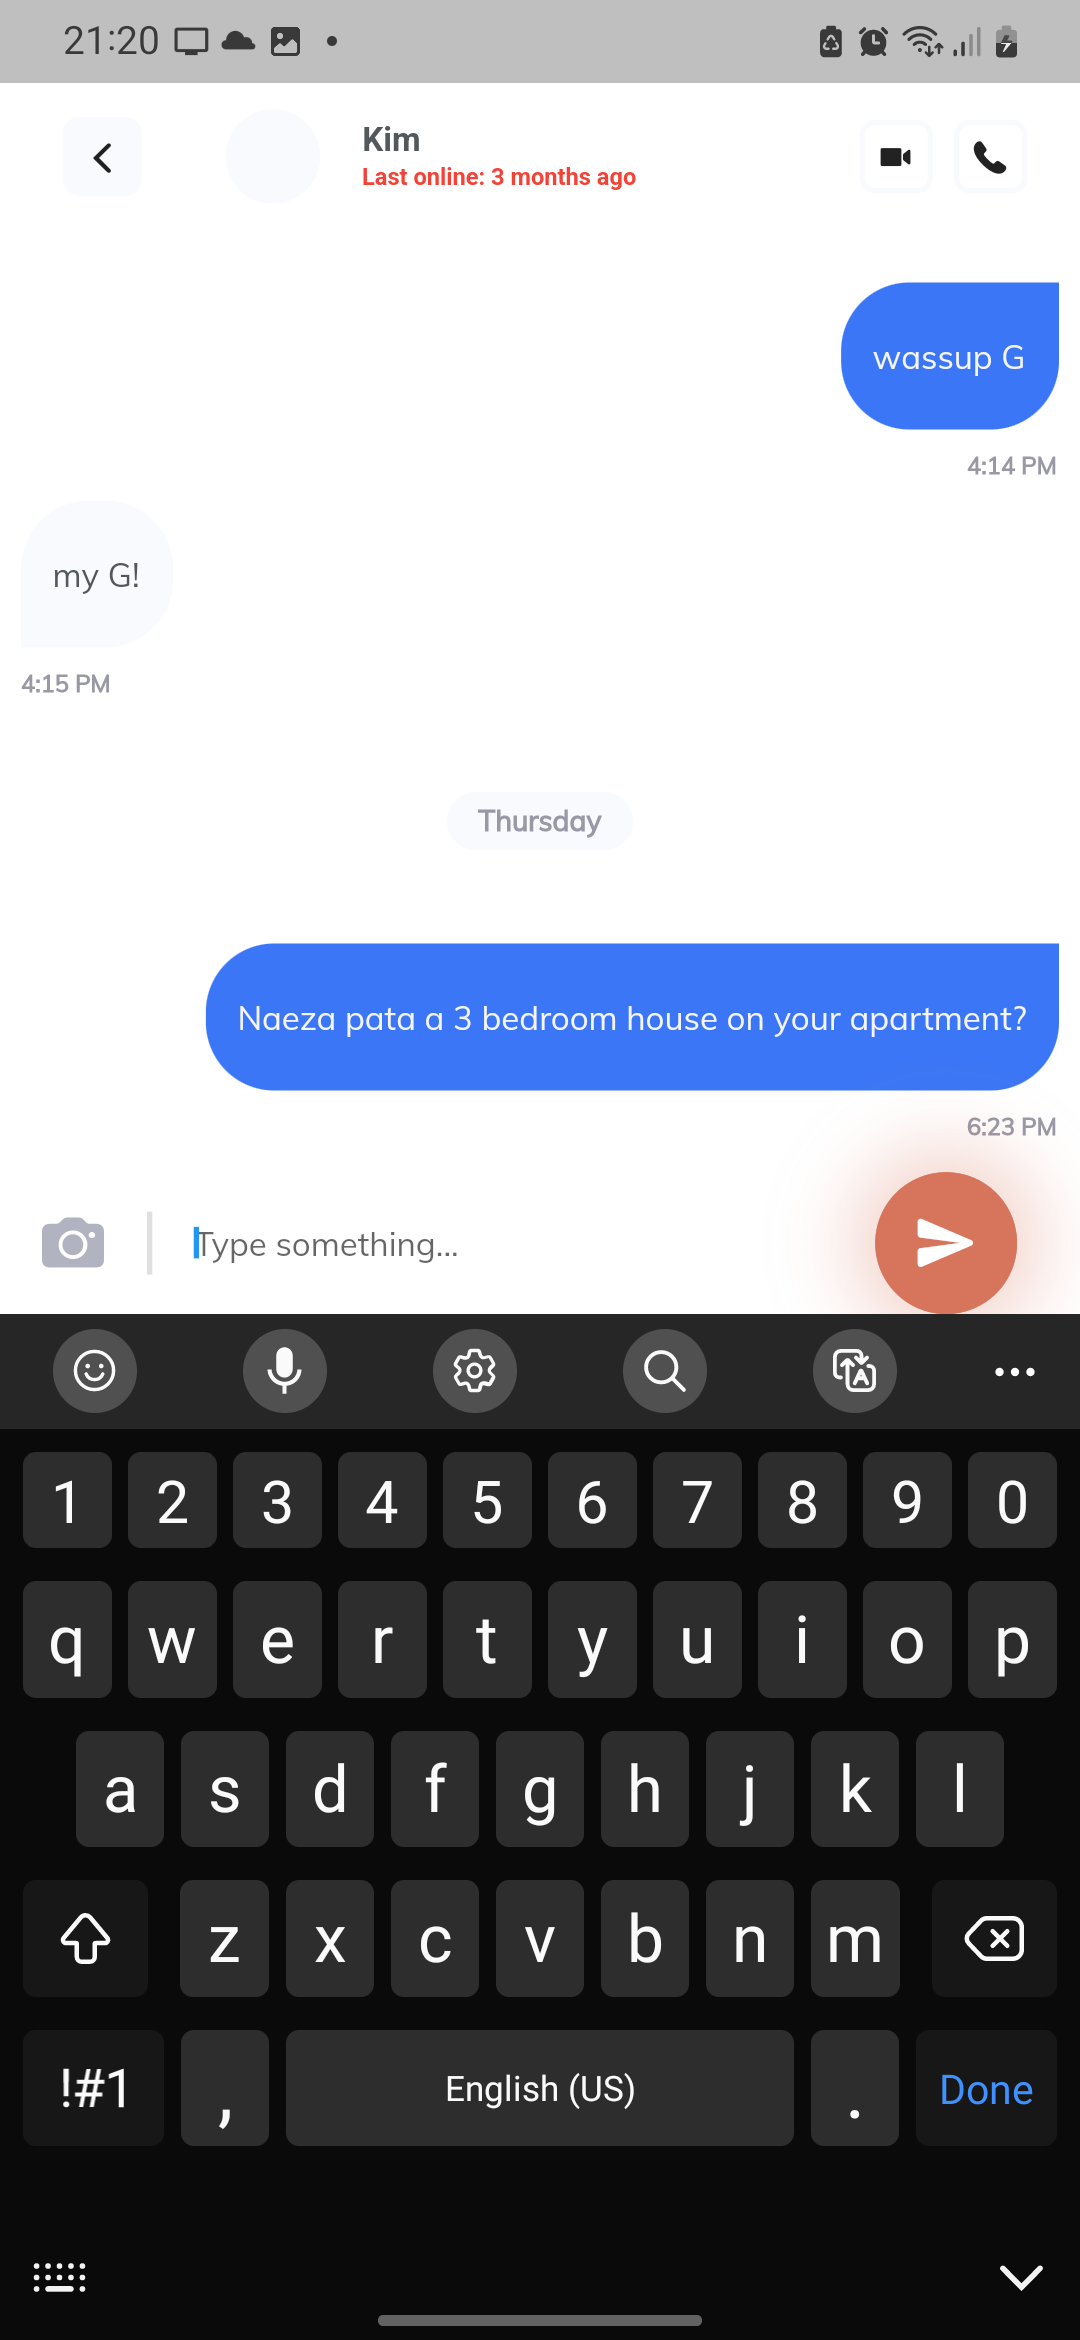 21:20
Kim
Last online: 3 months ago
wassup G
4:14 PM
my G!
4:15 PM
Thursday
Naeza pata a 3 bedroom house on your apartment?
6:23 PM
Type something...
1 2 3 4 5 6 7 8 9 0
q w e r t y u i o p
a s d f g h j k l
z x c v b n m
!#1 , English (US) . Done